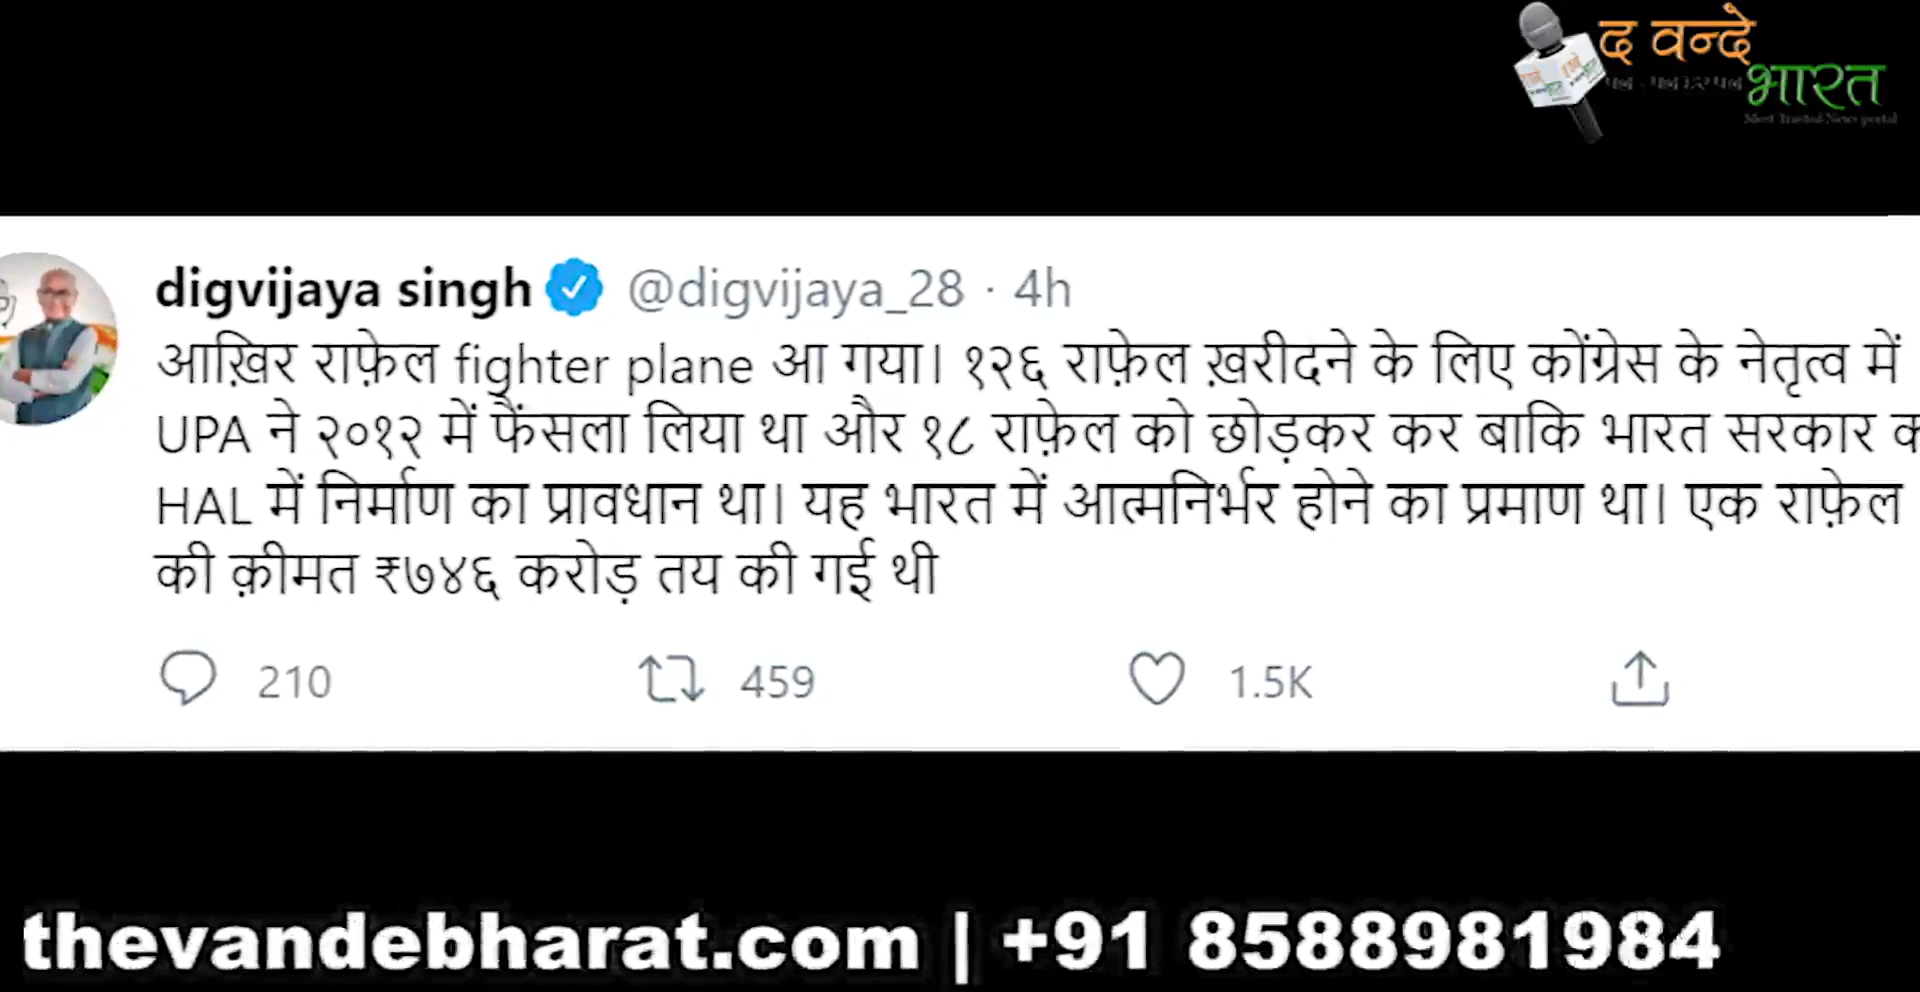 द वन्दे
भारत
Most Trusted News portal
digvijaya singh @digvijaya_28 · 4h
आख़िर राफ़ेल fighter plane आ गया। १२६ राफ़ेल ख़रीदने के लिए कोंग्रेस के नेतृत्व में
UPA ने २०१२ में फैंसला लिया था और १८ राफ़ेल को छोड़कर कर बाकि भारत सरकार
HAL में निर्माण का प्रावधान था। यह भारत में आत्मनिर्भर होने का प्रमाण था। एक राफ़ेल
की क़ीमत ₹७४६ करोड़ तय की गई थी
210 459 1.5K
thevandebharat.com | +91 8588981984